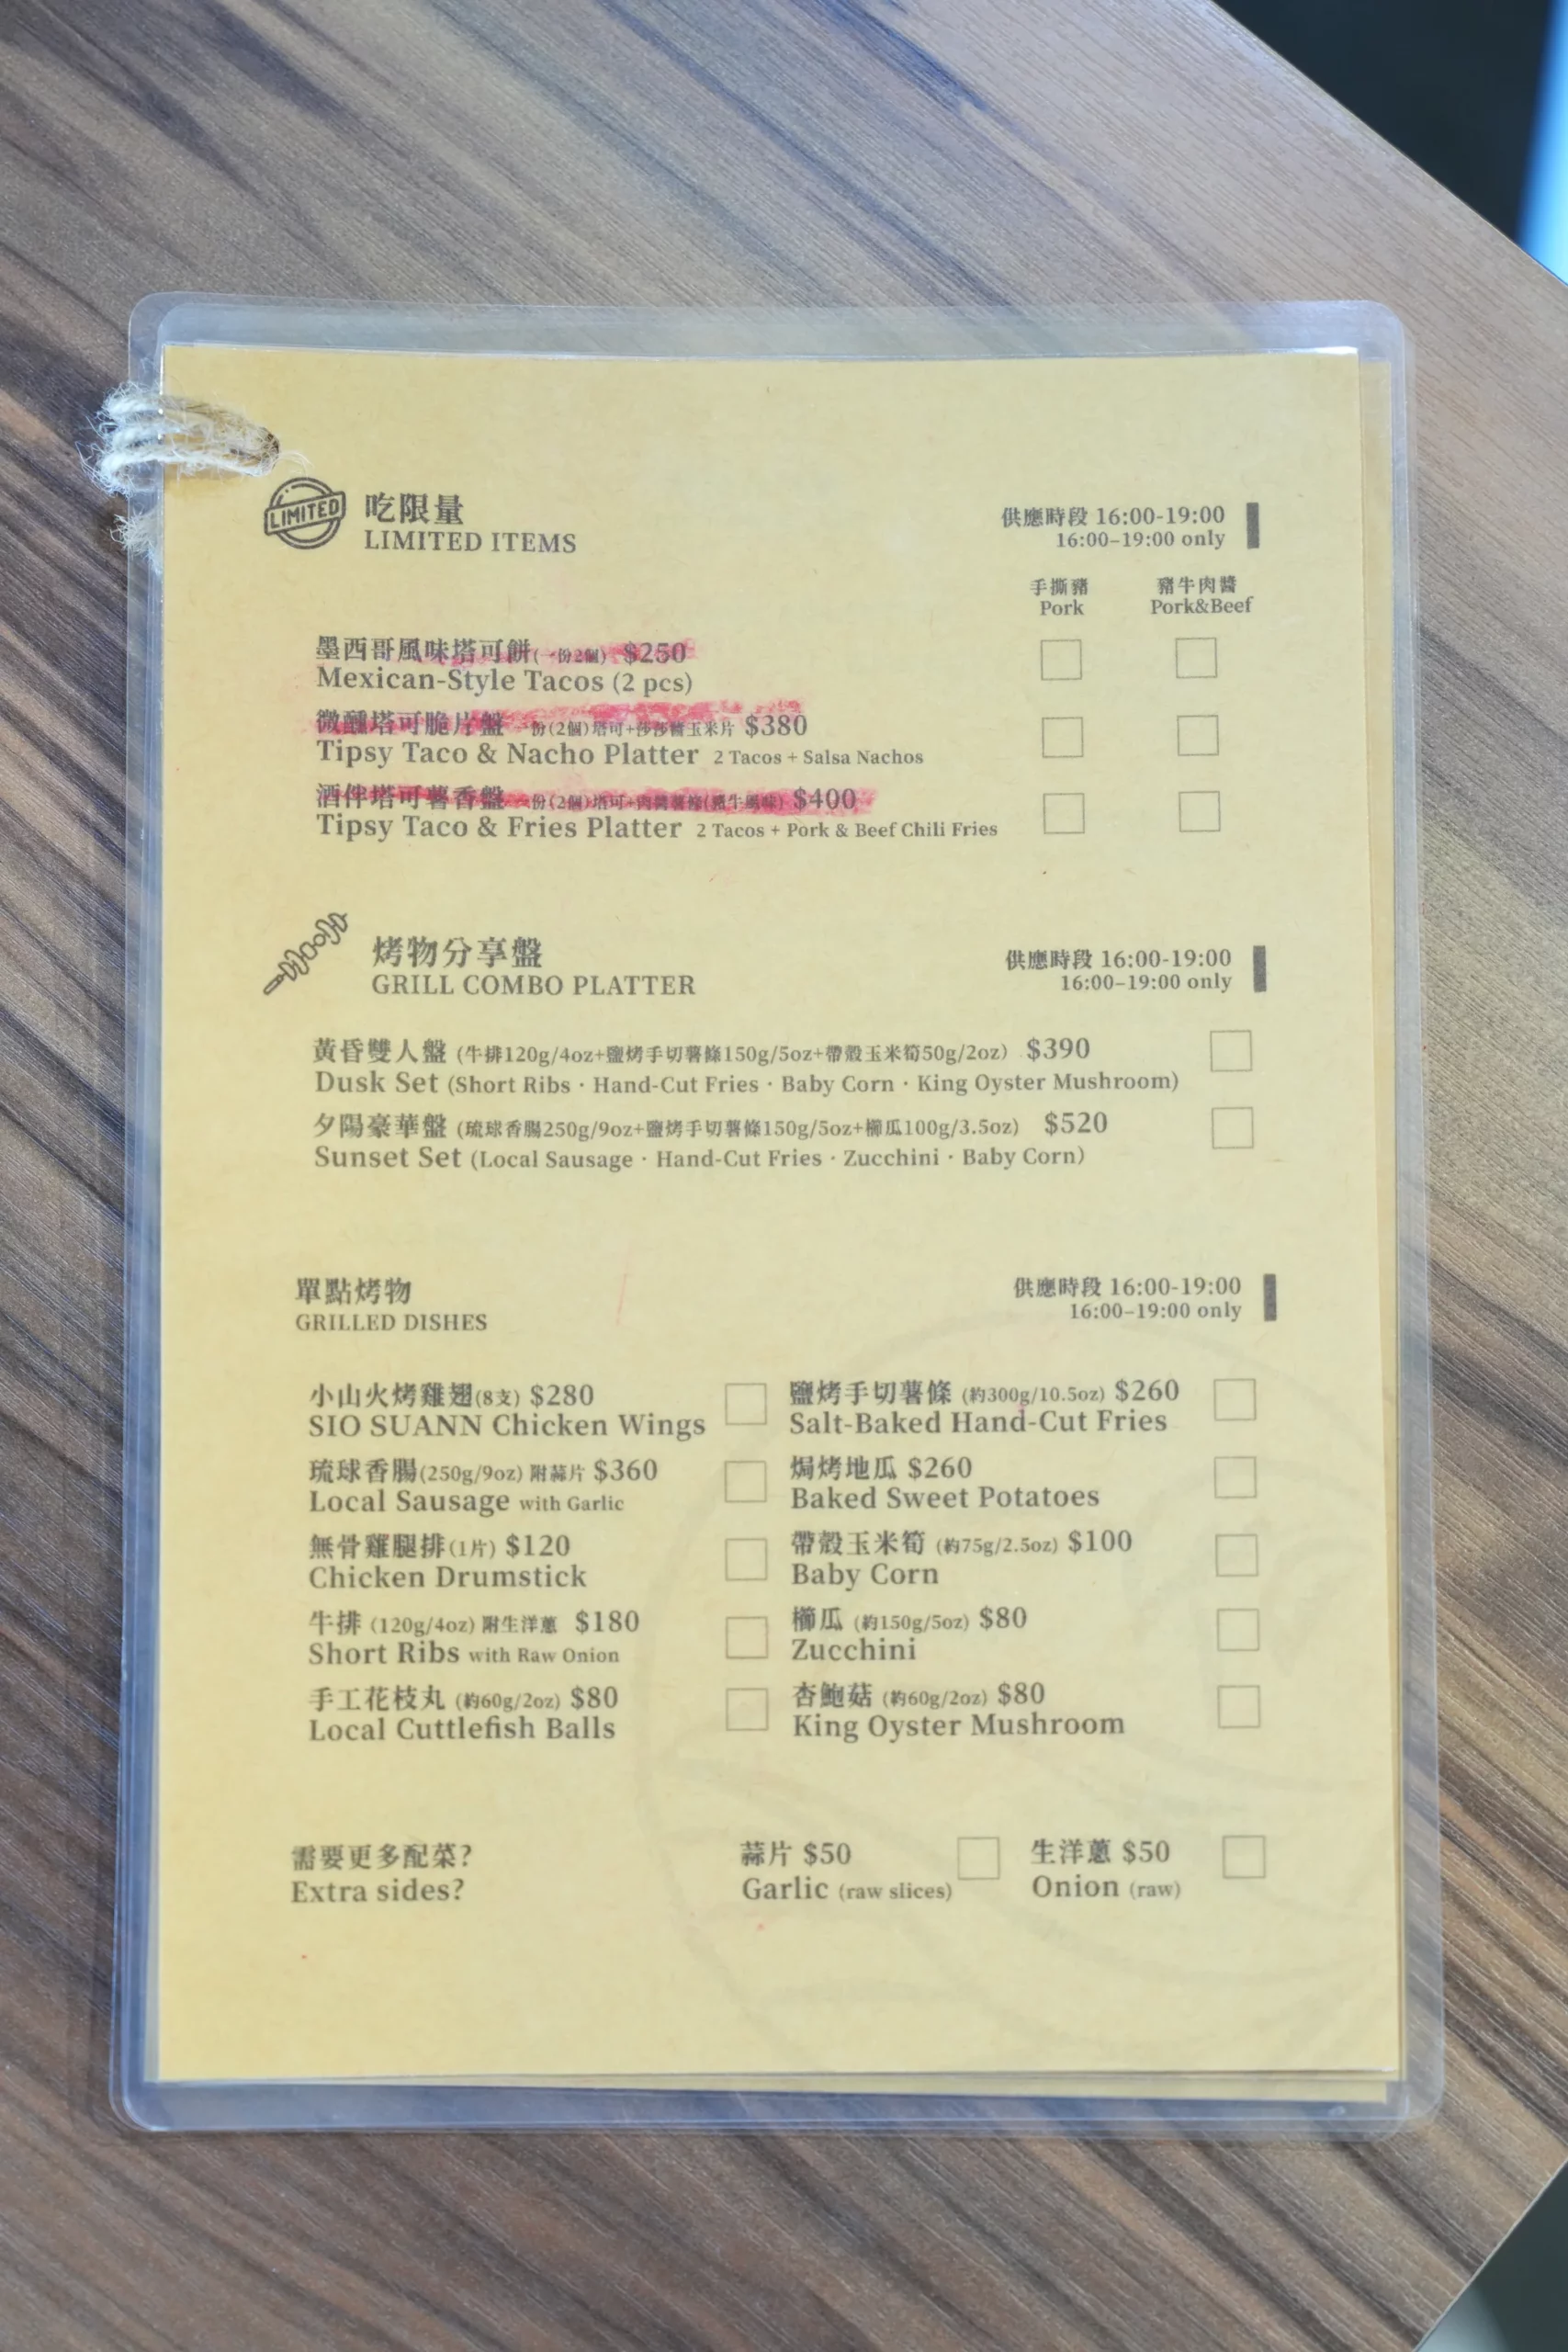 LIMITED
吃限量
LIMITED ITEMS
供應時段 16:00-19:00
16:00–19:00 only
手撕豬 豬牛肉醬
Pork Pork&Beef
墨西哥風味塔可餅(一份2個) $250
Mexican-Style Tacos (2 pcs)
微醺塔可脆片盤 一份(2個)塔可+莎莎醬玉米片 $380
Tipsy Taco & Nacho Platter 2 Tacos + Salsa Nachos
酒伴塔可薯香盤 一份(2個)塔可+肉醬薯條(豬牛風味) $400
Tipsy Taco & Fries Platter 2 Tacos + Pork & Beef Chili Fries
烤物分享盤
GRILL COMBO PLATTER
供應時段 16:00-19:00
16:00–19:00 only
黃昏雙人盤 (牛排120g/4oz+鹽烤手切薯條150g/5oz+帶殼玉米筍50g/2oz) $390
Dusk Set (Short Ribs · Hand-Cut Fries · Baby Corn · King Oyster Mushroom)
夕陽豪華盤 (琉球香腸250g/9oz+鹽烤手切薯條150g/5oz+櫛瓜100g/3.5oz) $520
Sunset Set (Local Sausage · Hand-Cut Fries · Zucchini · Baby Corn)
單點烤物
GRILLED DISHES
供應時段 16:00-19:00
16:00–19:00 only
小山火烤雞翅(8支) $280
SIO SUANN Chicken Wings
琉球香腸(250g/9oz) 附蒜片 $360
Local Sausage with Garlic
無骨雞腿排(1片) $120
Chicken Drumstick
牛排 (120g/4oz) 附生洋蔥 $180
Short Ribs with Raw Onion
手工花枝丸 (約60g/2oz) $80
Local Cuttlefish Balls
鹽烤手切薯條 (約300g/10.5oz) $260
Salt-Baked Hand-Cut Fries
焗烤地瓜 $260
Baked Sweet Potatoes
帶殼玉米筍 (約75g/2.5oz) $100
Baby Corn
櫛瓜 (約150g/5oz) $80
Zucchini
杏鮑菇 (約60g/2oz) $80
King Oyster Mushroom
需要更多配菜?
Extra sides?
蒜片 $50
Garlic (raw slices)
生洋蔥 $50
Onion (raw)